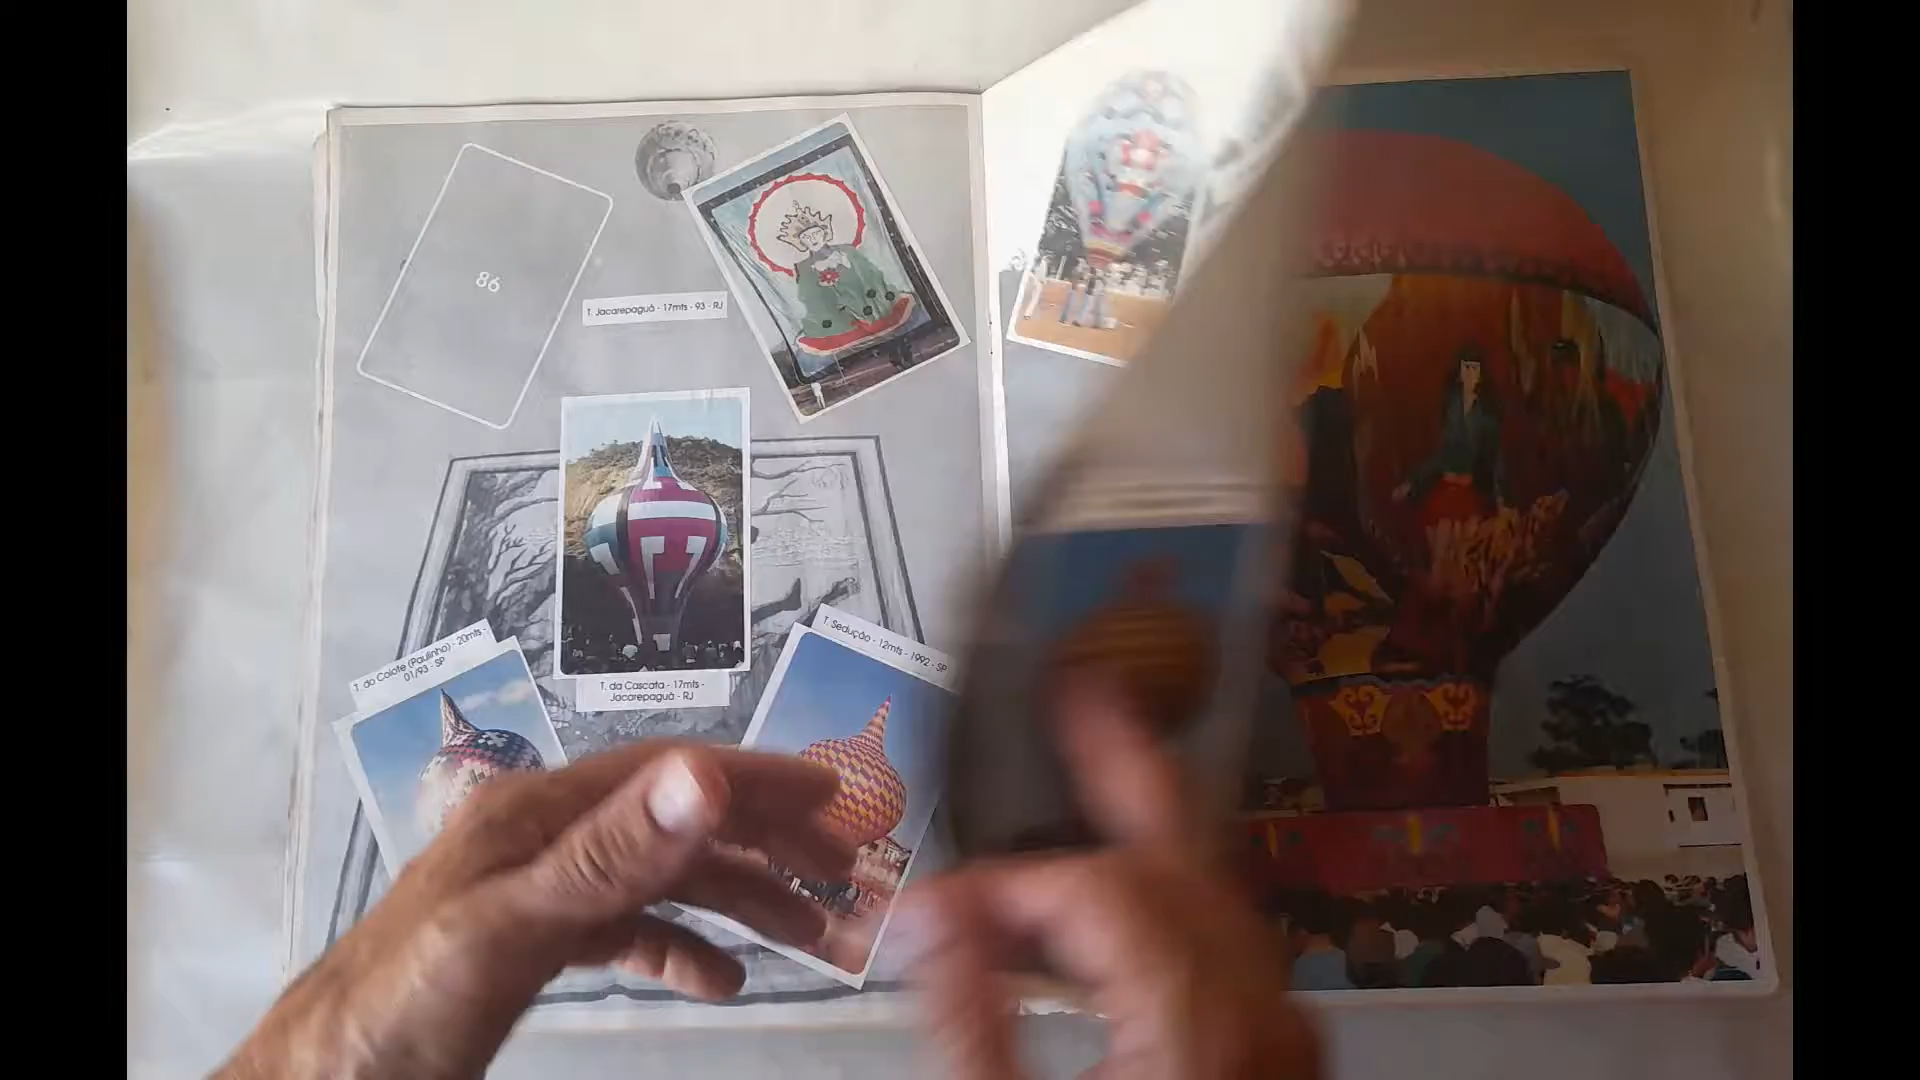 86
T. Jacarepaguá - 17mts - 93 - RJ
T. do Coiote (Paulinho) - 20mts -
01/93 - SP
T. da Cascata - 17mts -
Jacarepaguá - RJ
T. Sedução - 12mts - 1992 - SP